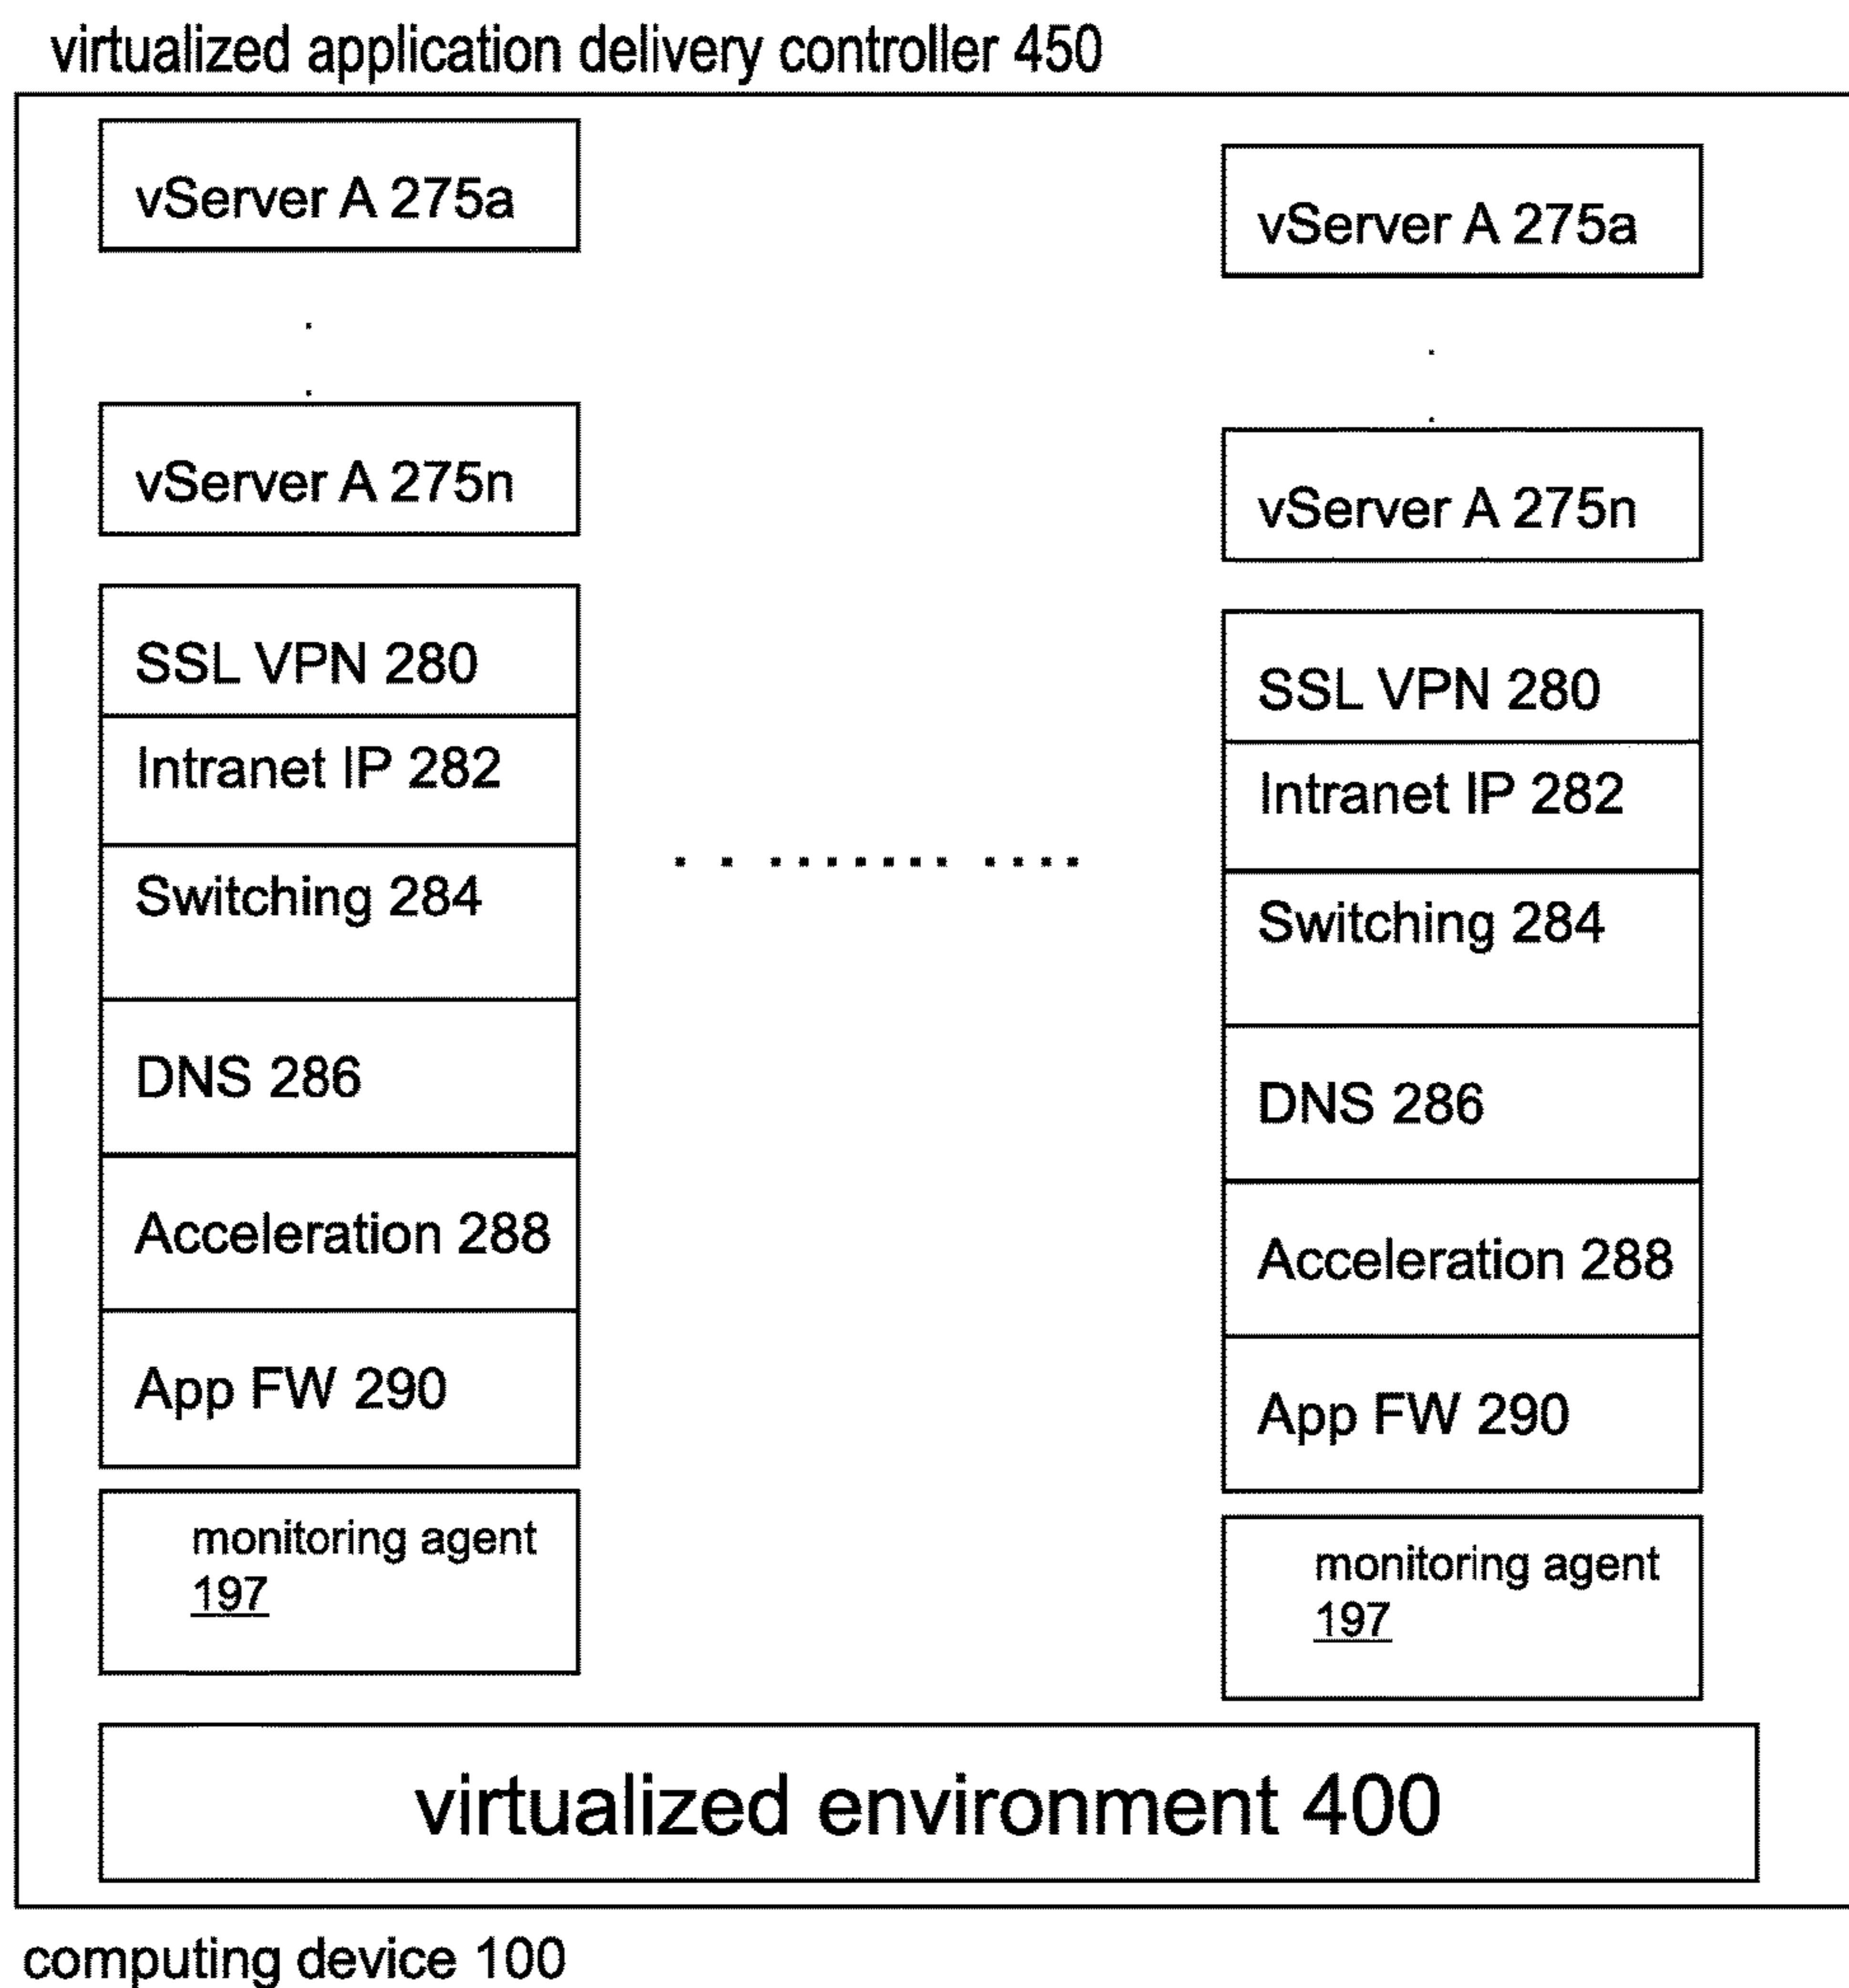 virtualized application delivery controller 450
vServer A 275a
vServer A 275n
SSL VPN 280
Intranet IP 282
Switching 284
DNS 286
Acceleration 288
App FW 290
monitoring agent
197
vServer A 275a
vServer A 275n
SSL VPN 280
Intranet IP 282
Switching 284
DNS 286
Acceleration 288
App FW 290
monitoring agent
197
virtualized environment 400
computing device 100